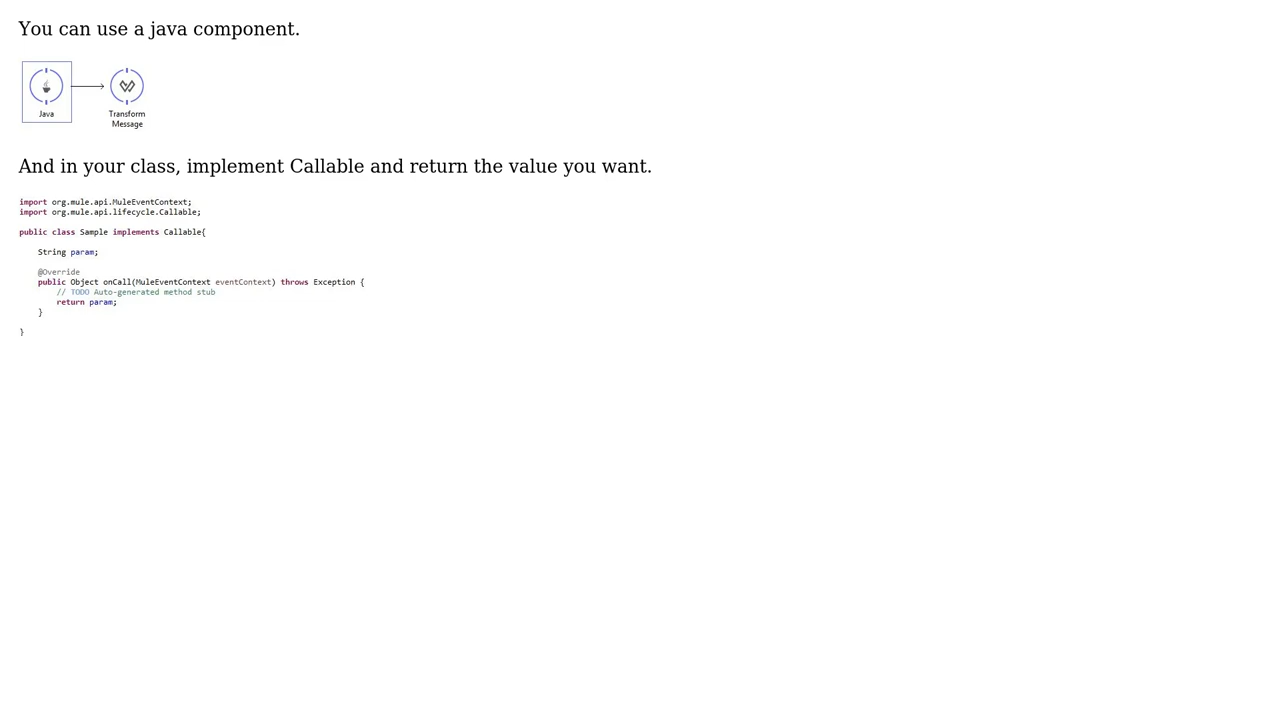 You can use a java component.
Java
Transform
Message
And in your class, implement Callable and return the value you want.
import org.mule.api.MuleEventContext;
import org.mule.api.lifecycle.Callable;
public class Sample implements Callable{
String param;
@Override
public Object onCall(MuleEventContext eventContext) throws Exception {
// TODO Auto-generated method stub
return param;
}
}